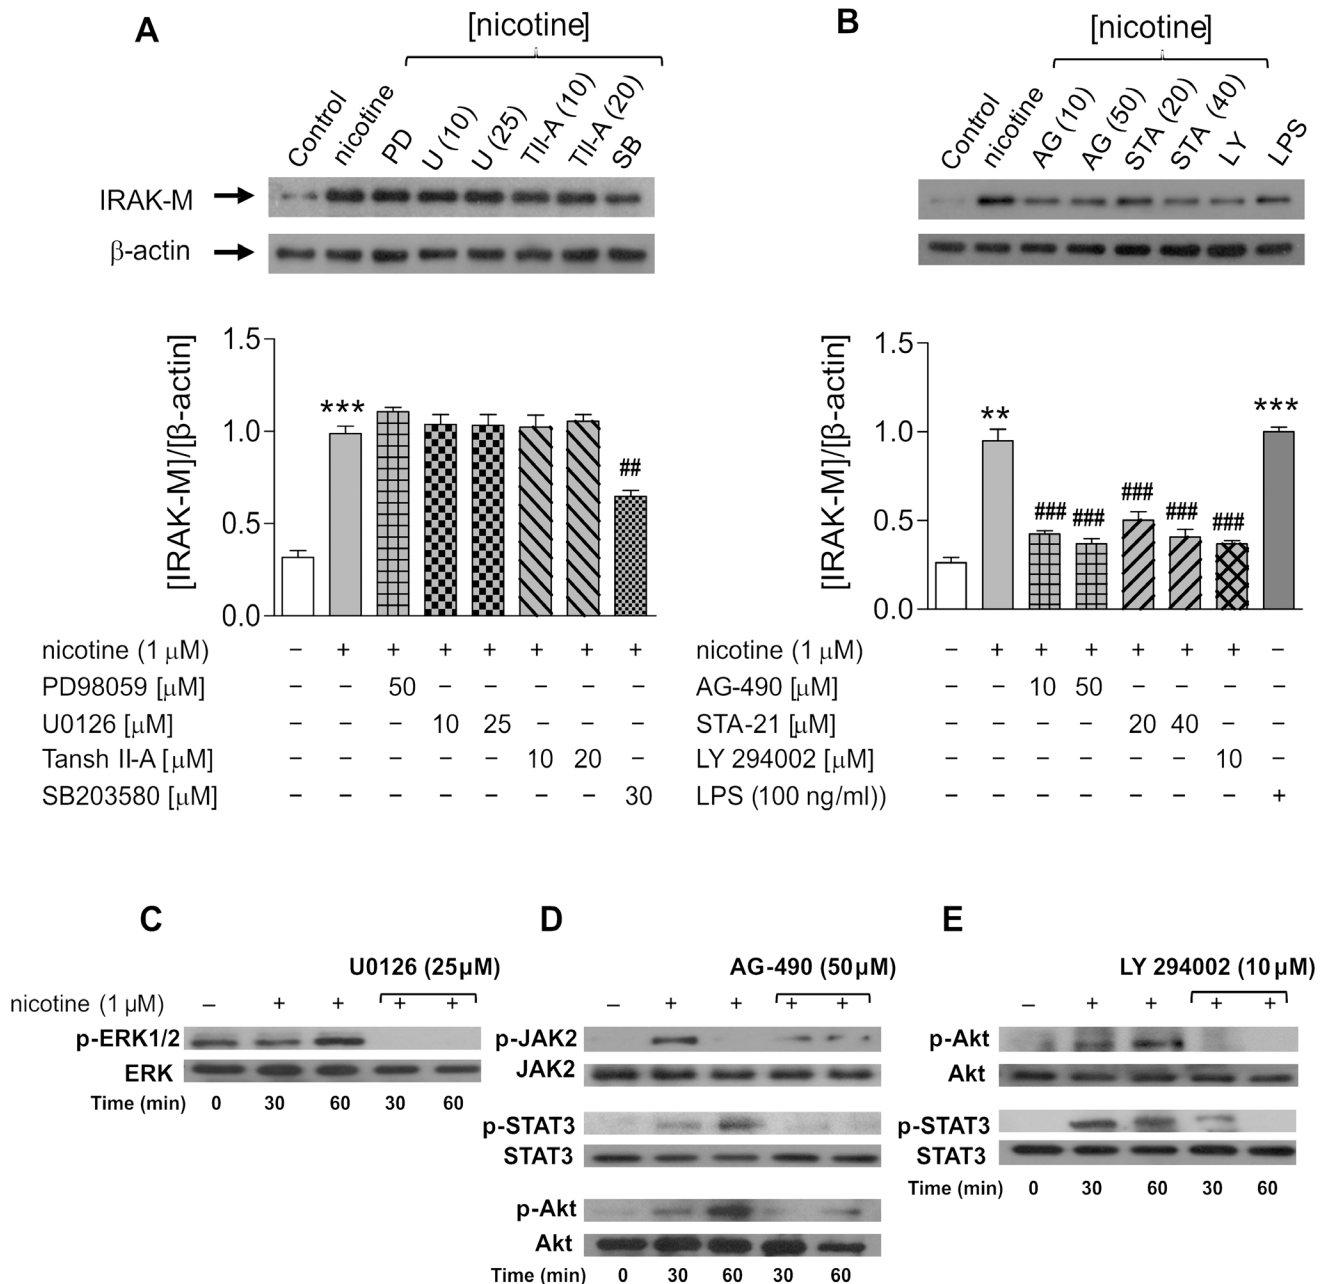 A
[nicotine]
Control
nicotine
PD
U (10)
U (25)
TII-A (10)
TII-A (20)
SB
IRAK-M
β-actin
[IRAK-M]/[β-actin]
1.5
1.0
0.5
0.0
***
##
nicotine (1 µM) – + + + + + + +
PD98059 [µM] – – 50 – – – – –
U0126 [µM] – – – 10 25 – – –
Tansh II-A [µM] – – – – – 10 20 –
SB203580 [µM] – – – – – – – 30
B
[nicotine]
Control
nicotine
AG (10)
AG (50)
STA (20)
STA (40)
LY
LPS
[IRAK-M]/[β-actin]
1.5
1.0
0.5
0.0
**
###
###
###
###
###
***
nicotine (1 µM) – + + + + + + –
AG-490 [µM] – – 10 50 – – – –
STA-21 [µM] – – – – 20 40 – –
LY 294002 [µM] – – – – – – 10 –
LPS (100 ng/ml)) – – – – – – – +
C
U0126 (25µM)
nicotine (1 µM) – + + + +
p-ERK1/2
ERK
Time (min) 0 30 60 30 60
D
AG-490 (50µM)
– + + + +
p-JAK2
JAK2
p-STAT3
STAT3
p-Akt
Akt
Time (min) 0 30 60 30 60
E
LY 294002 (10µM)
– + + + +
p-Akt
Akt
p-STAT3
STAT3
Time (min) 0 30 60 30 60